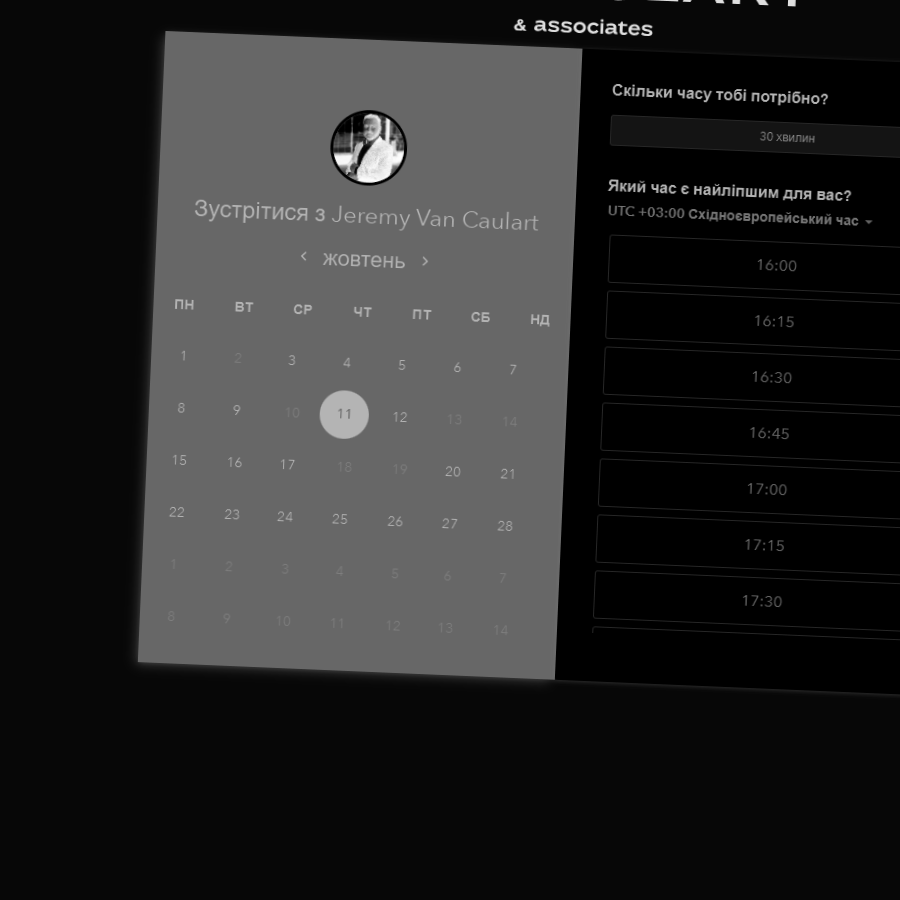 & associates
Зустрітися з Jeremy Van Caulart
жовтень
ПН ВТ СР ЧТ ПТ СБ НД
1 2 3 4 5 6 7
8 9 10 11 12 13 14
15 16 17 18 19 20 21
22 23 24 25 26 27 28
1 2 3 4 5 6 7
8 9 10 11 12 13 14
Скільки часу тобі потрібно?
30 хвилин
Який час є найліпшим для вас?
UTC +03:00 Східноєвропейський час
16:00
16:15
16:30
16:45
17:00
17:15
17:30